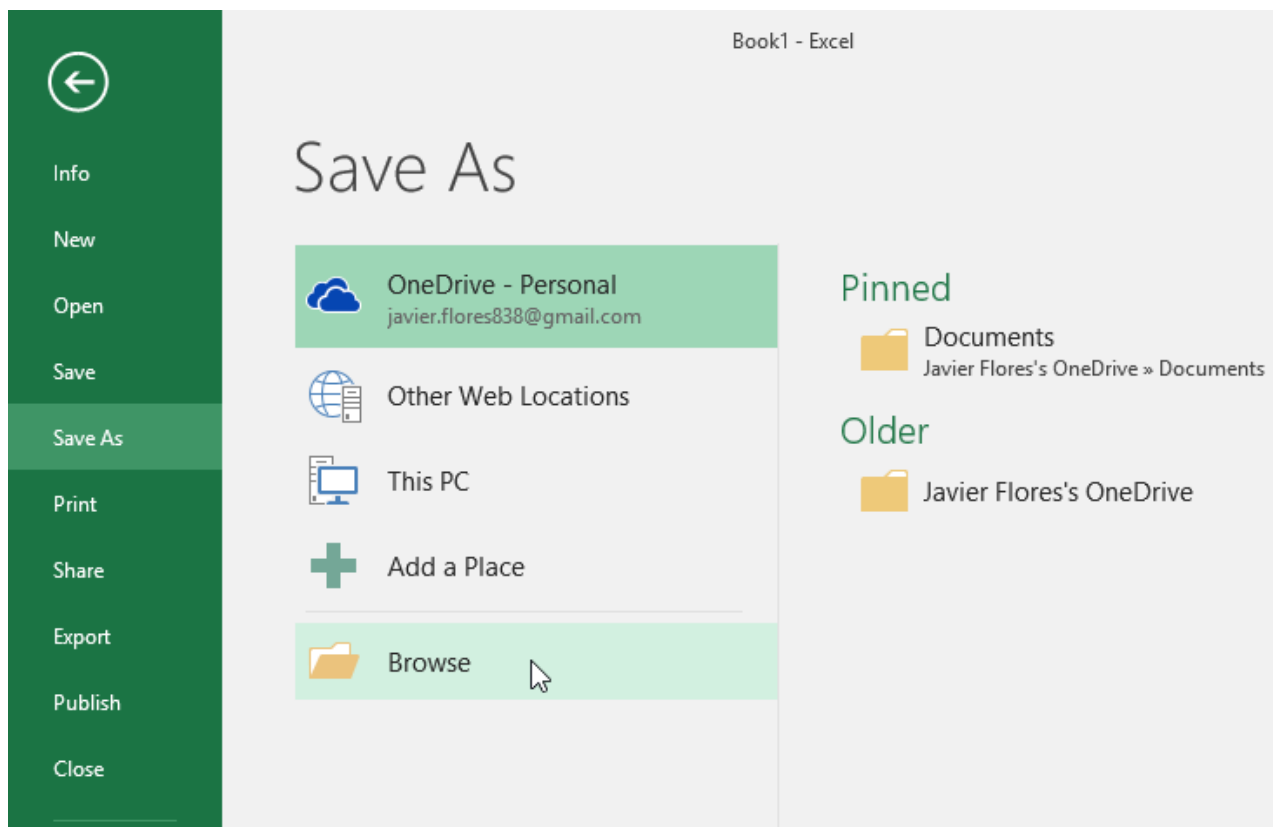 Book1 - Excel
Info
New
Open
Save
Save As
Print
Share
Export
Publish
Close
Save As
OneDrive - Personal
javier.flores838@gmail.com
Other Web Locations
This PC
Add a Place
Browse
Pinned
Documents
Javier Flores's OneDrive » Documents
Older
Javier Flores's OneDrive